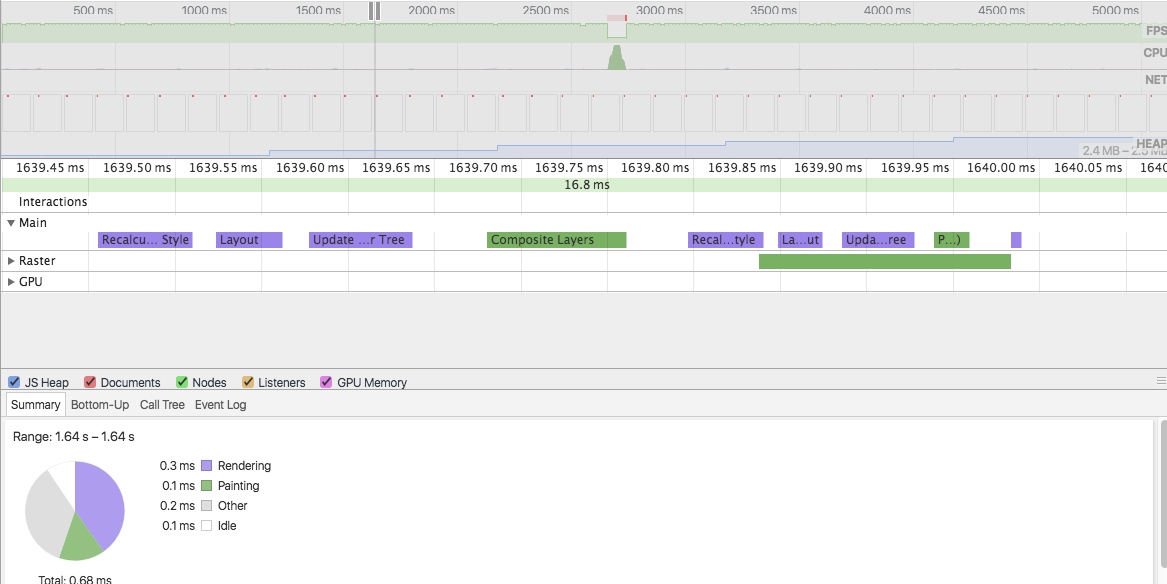 500 ms 1000 ms 1500 ms 2000 ms 2500 ms 3000 ms 3500 ms 4000 ms 4500 ms 5000 ms
FPS
CPU
NET
HEAP
2.4 MB – 2.5 MB
1639.45 ms 1639.50 ms 1639.55 ms 1639.60 ms 1639.65 ms 1639.70 ms 1639.75 ms 1639.80 ms 1639.85 ms 1639.90 ms 1639.95 ms 1640.00 ms 1640.05 ms 1640
16.8 ms
Interactions
Main
Recalcu... Style Layout Update ...r Tree Composite Layers Recal...tyle La...ut Upda...ree P...)
Raster
GPU
JS Heap Documents Nodes Listeners GPU Memory
Summary Bottom-Up Call Tree Event Log
Range: 1.64 s – 1.64 s
0.3 ms Rendering
0.1 ms Painting
0.2 ms Other
0.1 ms Idle
Total: 0.68 ms